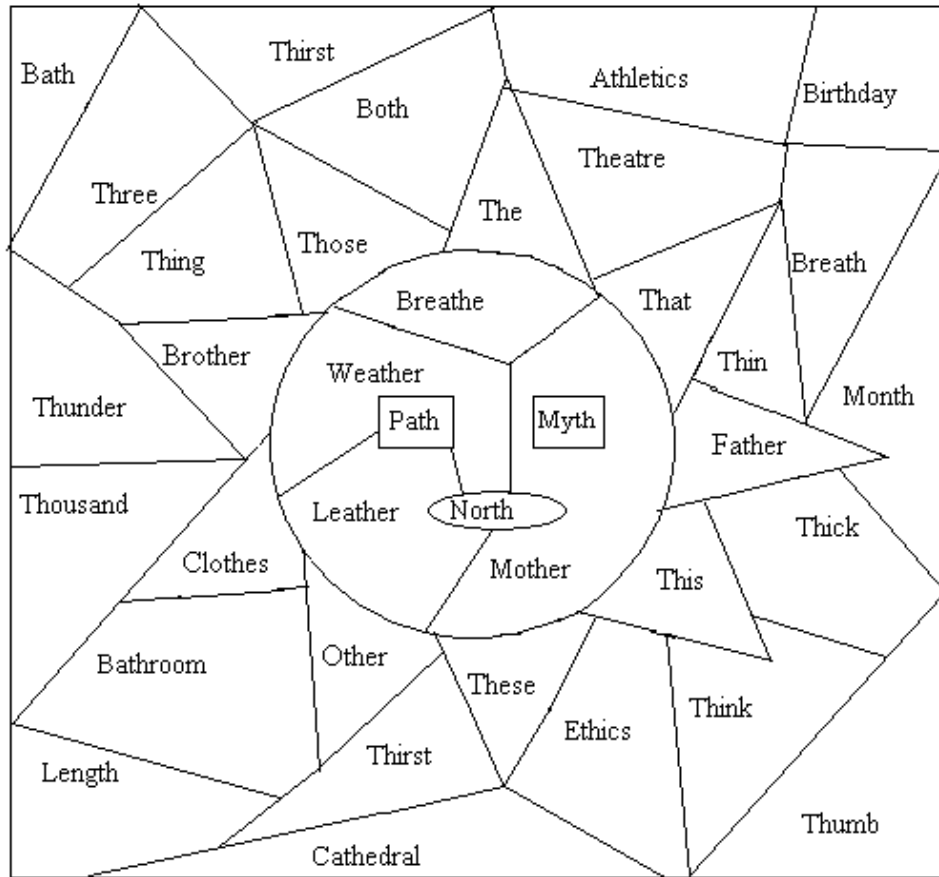 Thirst
Bath
Athletics
Birthday
Both
Theatre
Three
The
Those
Thing
Breath
Breathe
That
Brother
Weather
Thin
Thunder
Path
Myth
Month
Father
Thousand
Leather
North
Thick
Clothes
Mother
This
Bathroom
Other
These
Think
Ethics
Length
Thirst
Thumb
Cathedral